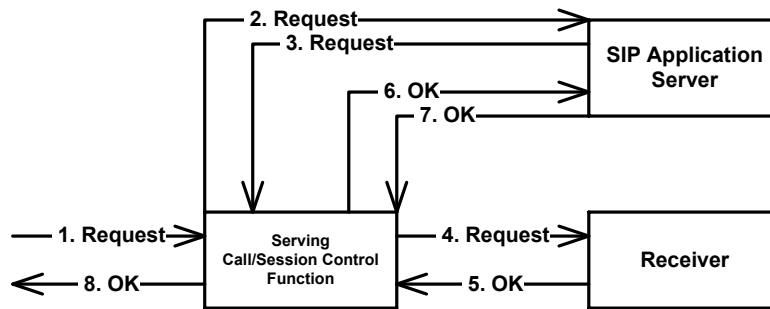 2. Request
3. Request
SIP Application
Server
6. OK
7. OK
1. Request
Serving
Call/Session Control
Function
4. Request
Receiver
8. OK
5. OK